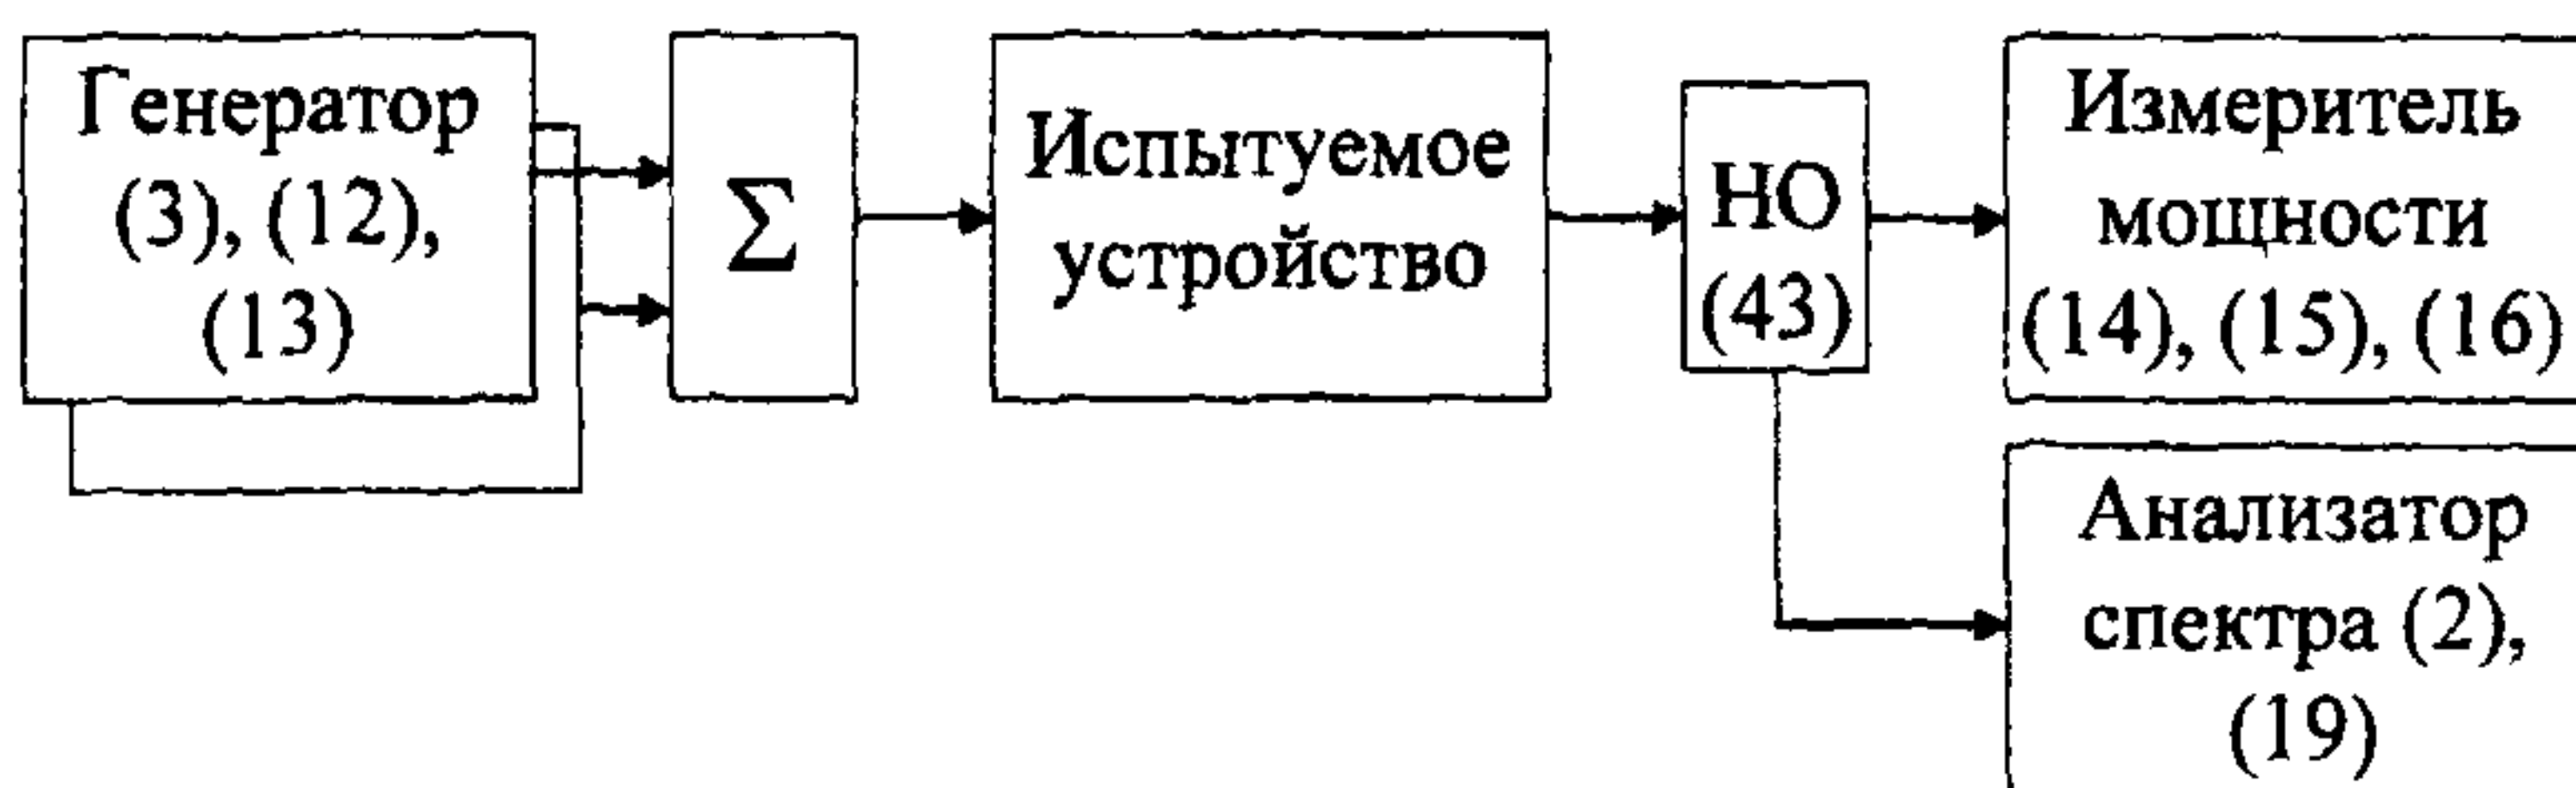 Генератор
(3), (12),
(13)
Σ
Испытуемое
устройство
НО
(43)
Измеритель
мощности
(14), (15), (16)
Анализатор
спектра (2),
(19)